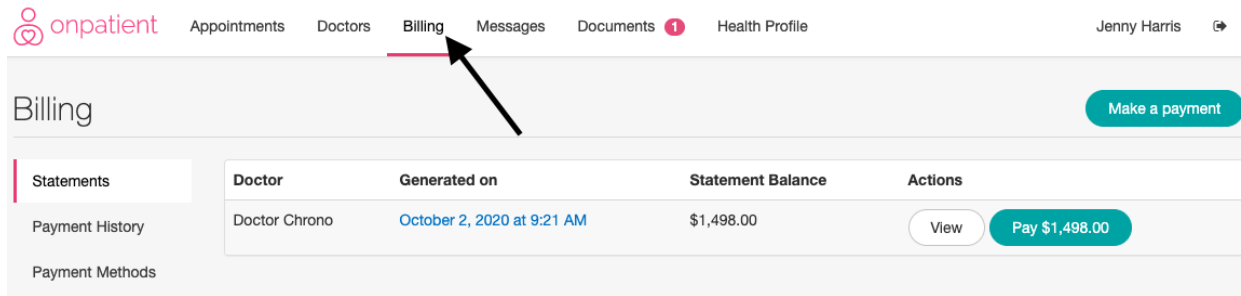 onpatient Appointments Doctors Billing Messages Documents 1 Health Profile Jenny Harris
Billing
Make a payment
Statements
Payment History
Payment Methods
Doctor Generated on Statement Balance Actions
Doctor Chrono October 2, 2020 at 9:21 AM $1,498.00 View Pay $1,498.00